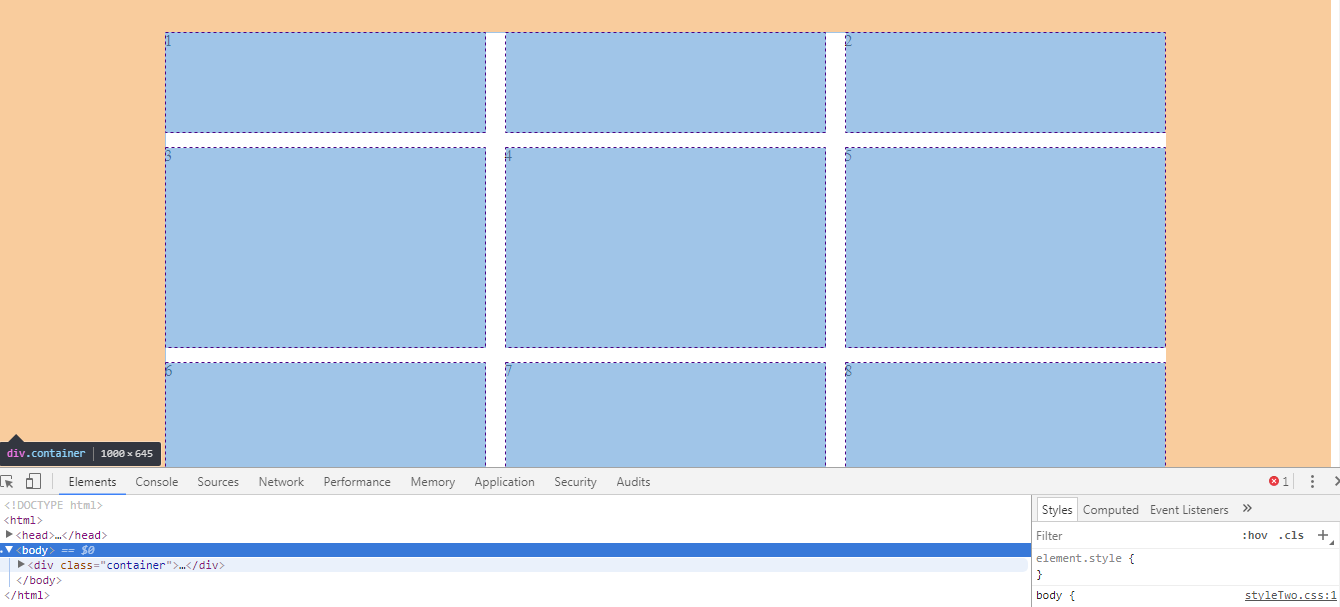 1 2
3 4 5
6 7 8
div.container 1000 × 645
Elements Console Sources Network Performance Memory Application Security Audits 1
<!DOCTYPE html>
<html>
<head>…</head>
<body> == $0
<div class="container">…</div>
</body>
</html>
Styles Computed Event Listeners »
Filter :hov .cls +
element.style {
}
body { styleTwo.css:1